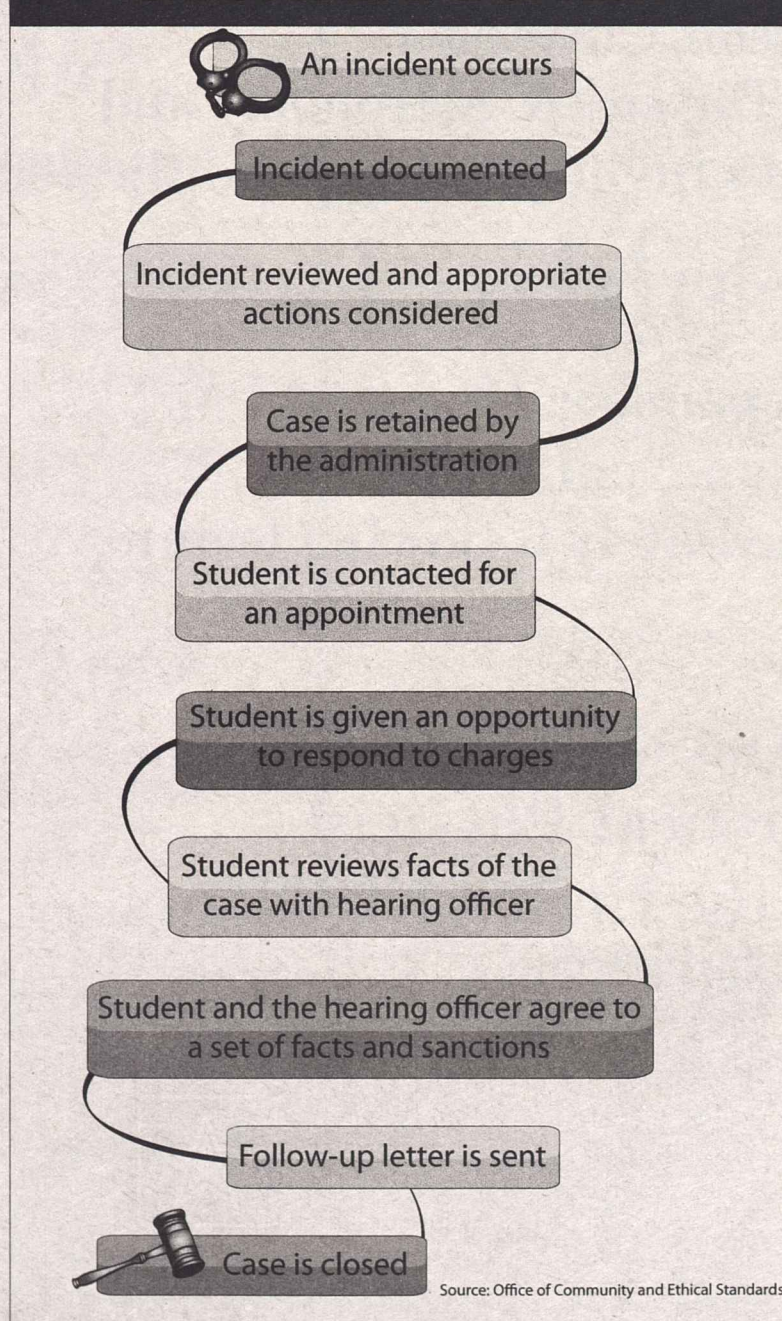 An incident occurs
Incident documented
Incident reviewed and appropriate
actions considered
Case is retained by
the administration
Student is contacted for
an appointment
Student is given an opportunity
to respond to charges
Student reviews facts of the
case with hearing officer
Student and the hearing officer agree to
a set of facts and sanctions
Follow-up letter is sent
Case is closed
Source: Office of Community and Ethical Standards